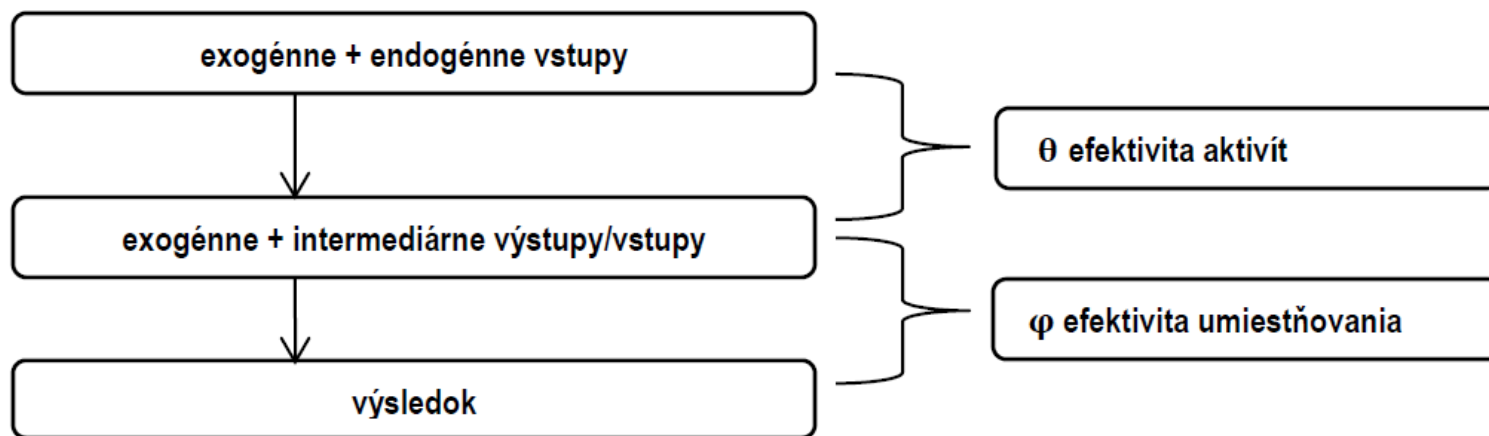 exogénne + endogénne vstupy
θ efektivita aktivít
exogénne + intermediárne výstupy/vstupy
φ efektivita umiestňovania
výsledok